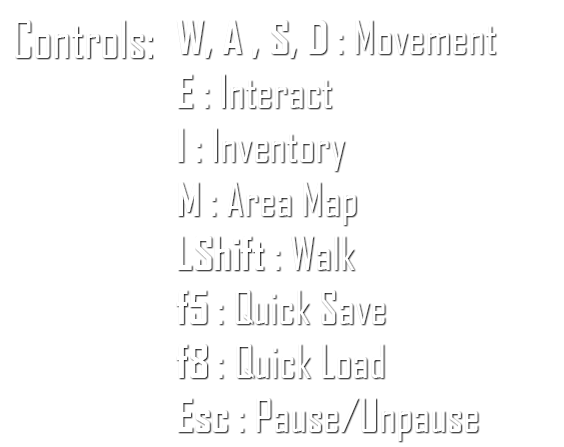 Controls: W, A , S, D : Movement
E : Interact
I : Inventory
M : Area Map
LShift : Walk
f5 : Quick Save
f8 : Quick Load
Esc : Pause/Unpause